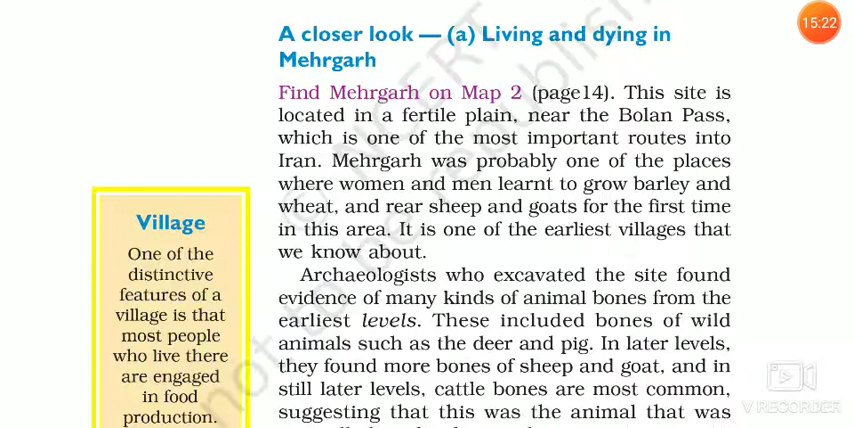 15:22
A closer look — (a) Living and dying in
Mehrgarh
Find Mehrgarh on Map 2 (page14). This site is
located in a fertile plain, near the Bolan Pass,
which is one of the most important routes into
Iran. Mehrgarh was probably one of the places
where women and men learnt to grow barley and
wheat, and rear sheep and goats for the first time
in this area. It is one of the earliest villages that
we know about.
Archaeologists who excavated the site found
evidence of many kinds of animal bones from the
earliest levels. These included bones of wild
animals such as the deer and pig. In later levels,
they found more bones of sheep and goat, and in
still later levels, cattle bones are most common,
suggesting that this was the animal that was
Village
One of the
distinctive
features of a
village is that
most people
who live there
are engaged
in food
production.
© NCERT
not to be republished
V RECORDER